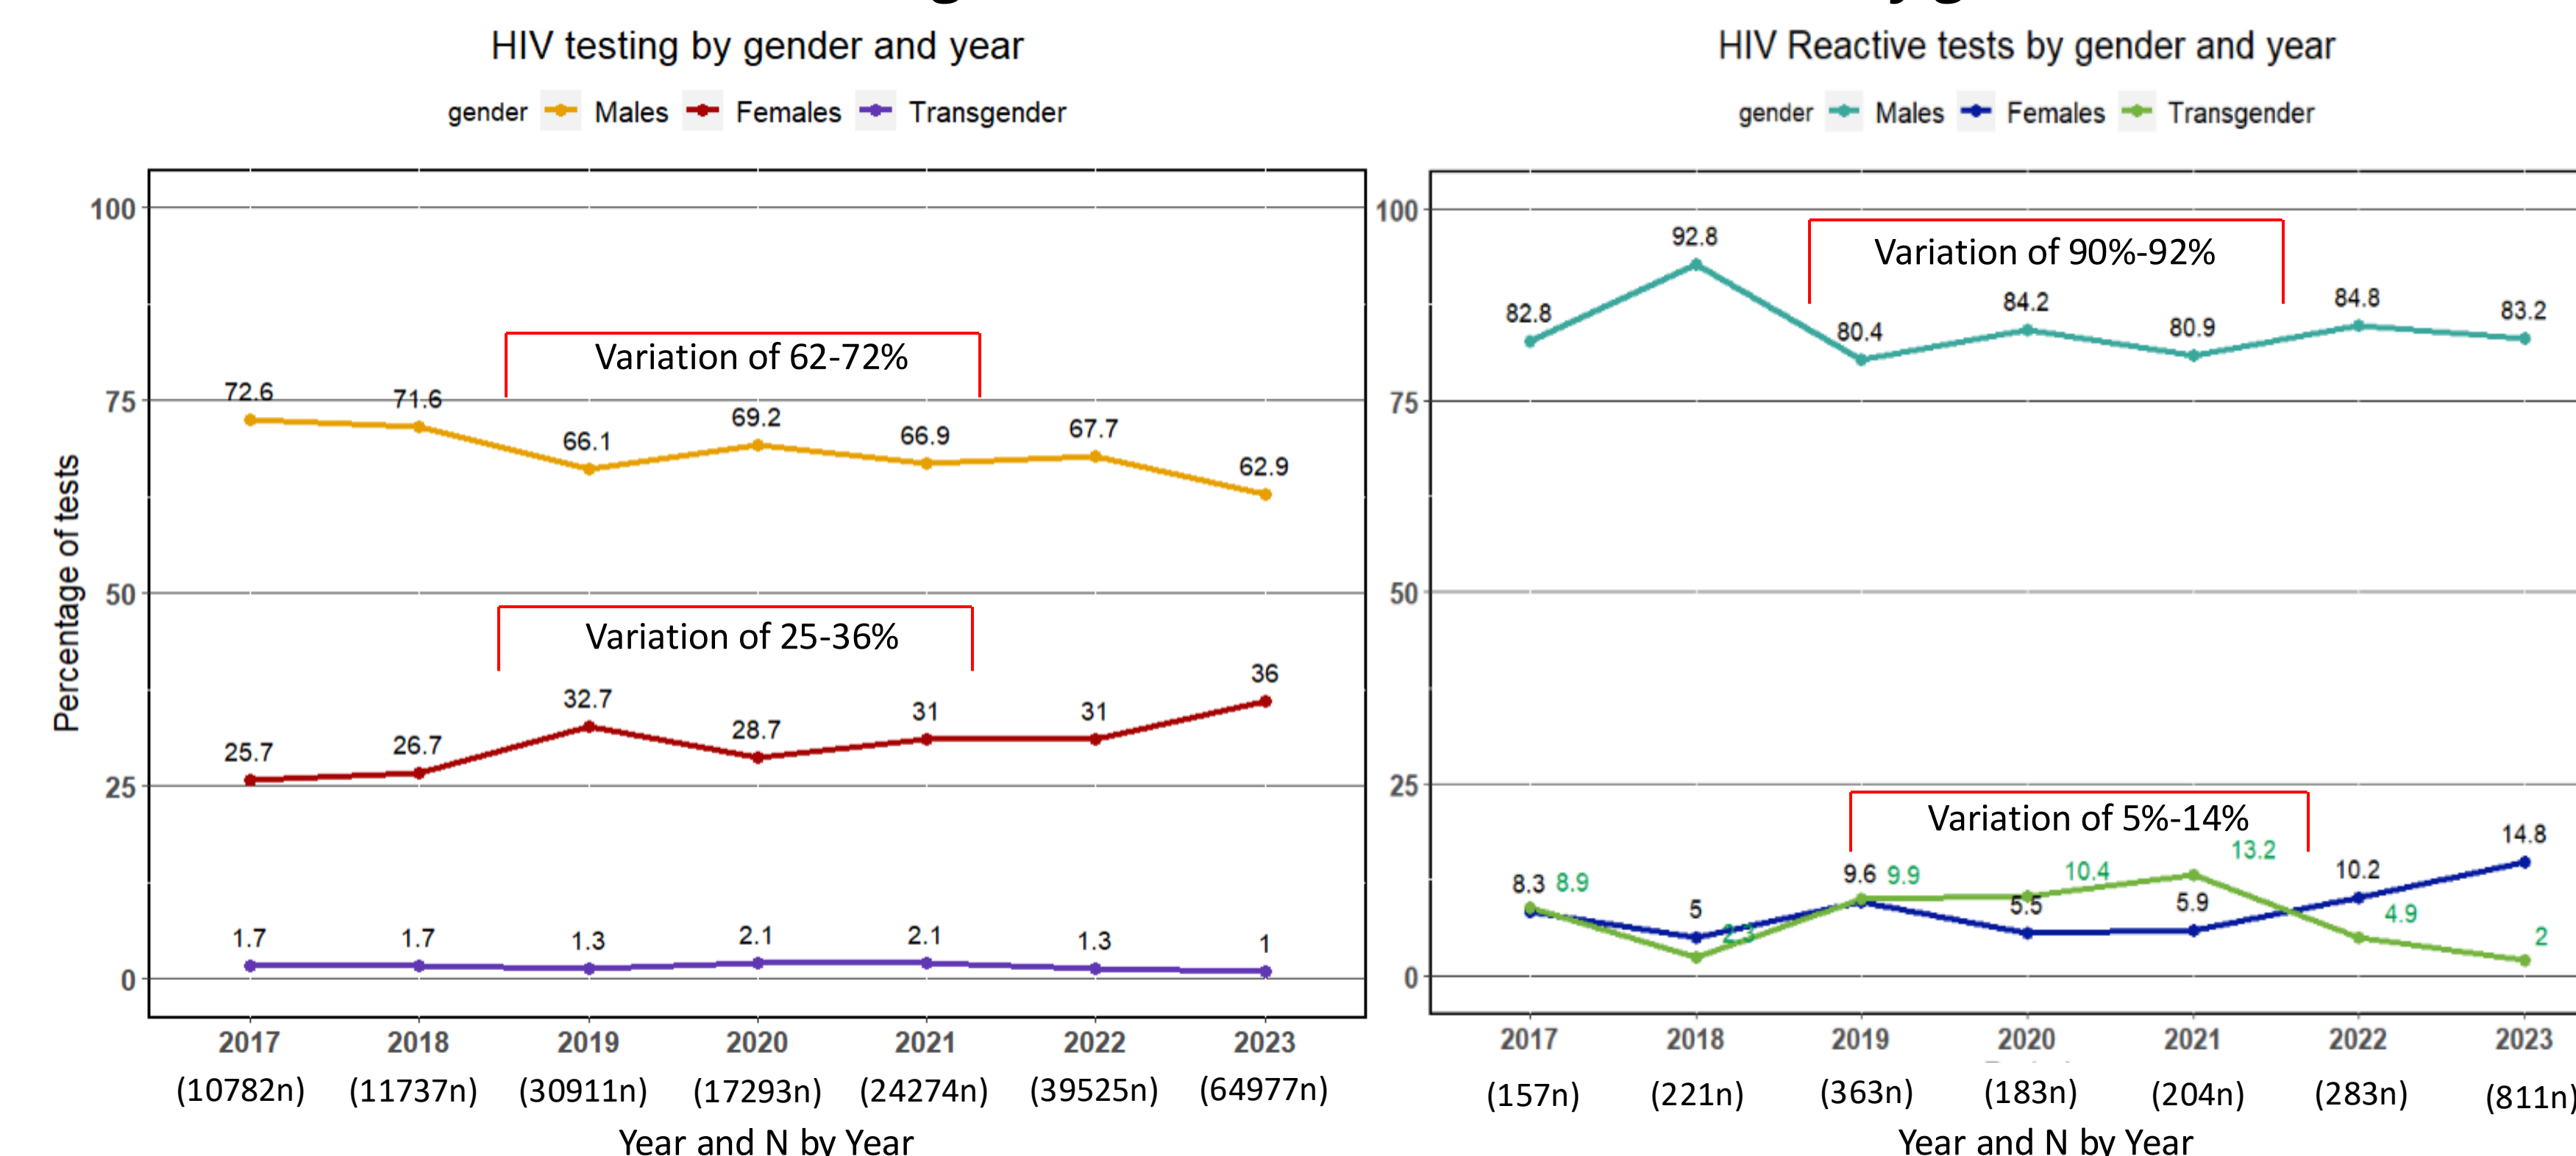 HIV testing by gender and year
gender Males Females Transgender
100
75
50
25
0
Percentage of tests
Variation of 62-72%
72.6 71.6 66.1 69.2 66.9 67.7 62.9
Variation of 25-36%
25.7 26.7 32.7 28.7 31 31 36
1.7 1.7 1.3 2.1 2.1 1.3 1
2017 2018 2019 2020 2021 2022 2023
(10782n) (11737n) (30911n) (17293n) (24274n) (39525n) (64977n)
Year and N by Year
HIV Reactive tests by gender and year
gender Males Females Transgender
100
75
50
25
0
Variation of 90%-92%
82.8 92.8 80.4 84.2 80.9 84.8 83.2
Variation of 5%-14%
8.3 5 9.6 5.5 5.9 10.2 14.8
8.9 2.3 9.9 10.4 13.2 4.9 2
2017 2018 2019 2020 2021 2022 2023
(157n) (221n) (363n) (183n) (204n) (283n) (811n)
Year and N by Year